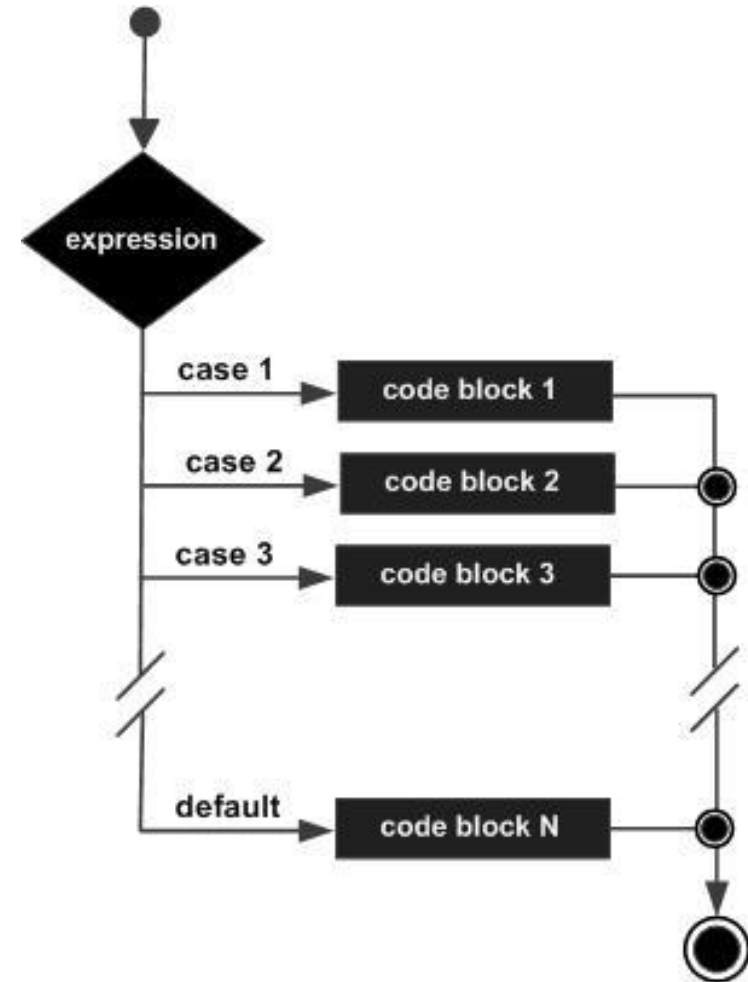 expression
case 1
code block 1
case 2
code block 2
case 3
code block 3
default
code block N